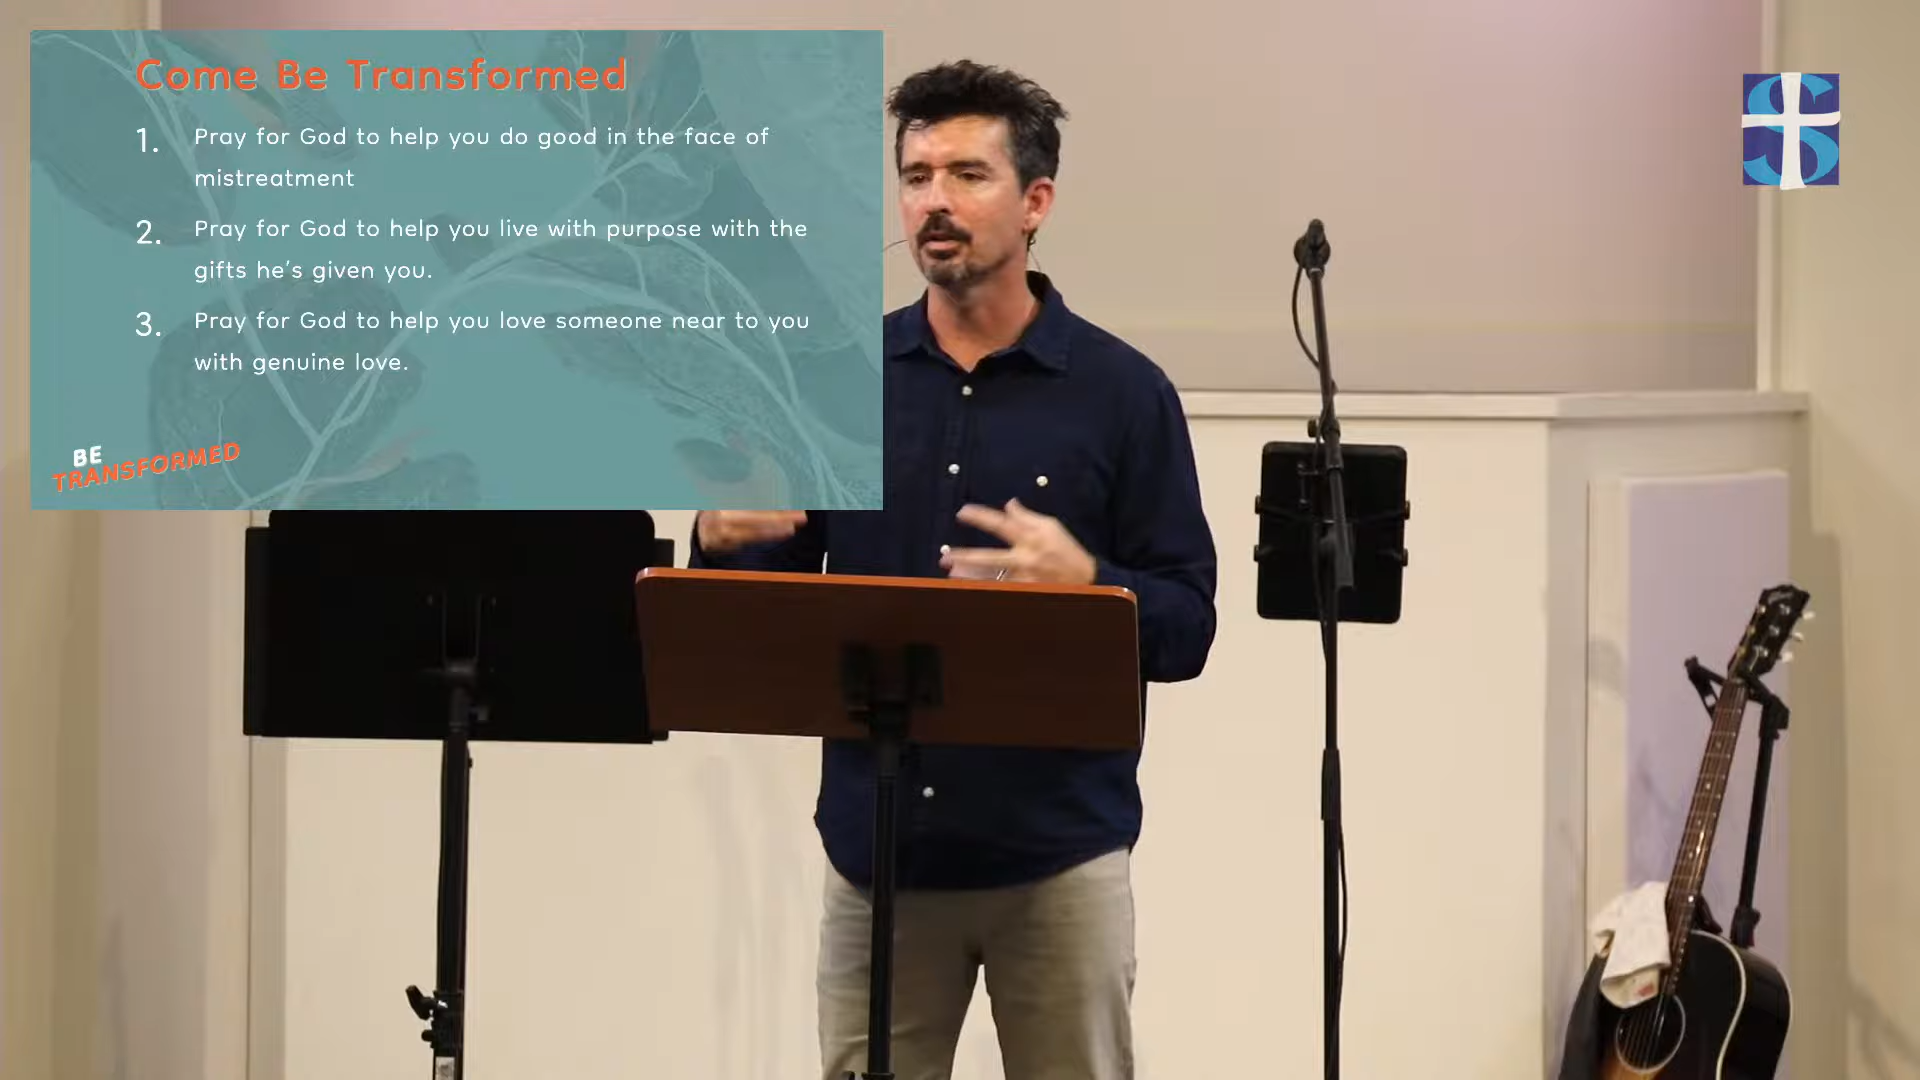 Come Be Transformed
1. Pray for God to help you do good in the face of
mistreatment
2. Pray for God to help you live with purpose with the
gifts he's given you.
3. Pray for God to help you love someone near to you
with genuine love.
BE
TRANSFORMED
S